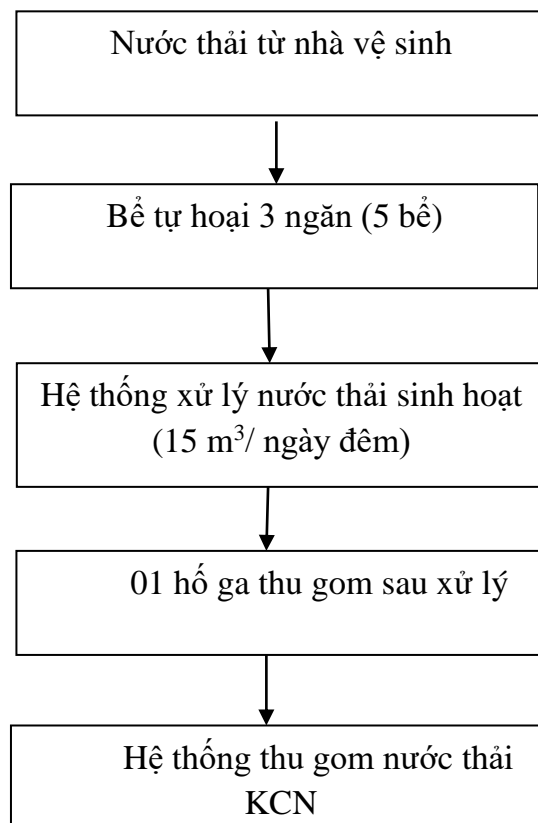 Nước thải từ nhà vệ sinh
Bể tự hoại 3 ngăn (5 bể)
Hệ thống xử lý nước thải sinh hoạt
(15 m³/ ngày đêm)
01 hố ga thu gom sau xử lý
Hệ thống thu gom nước thải
KCN